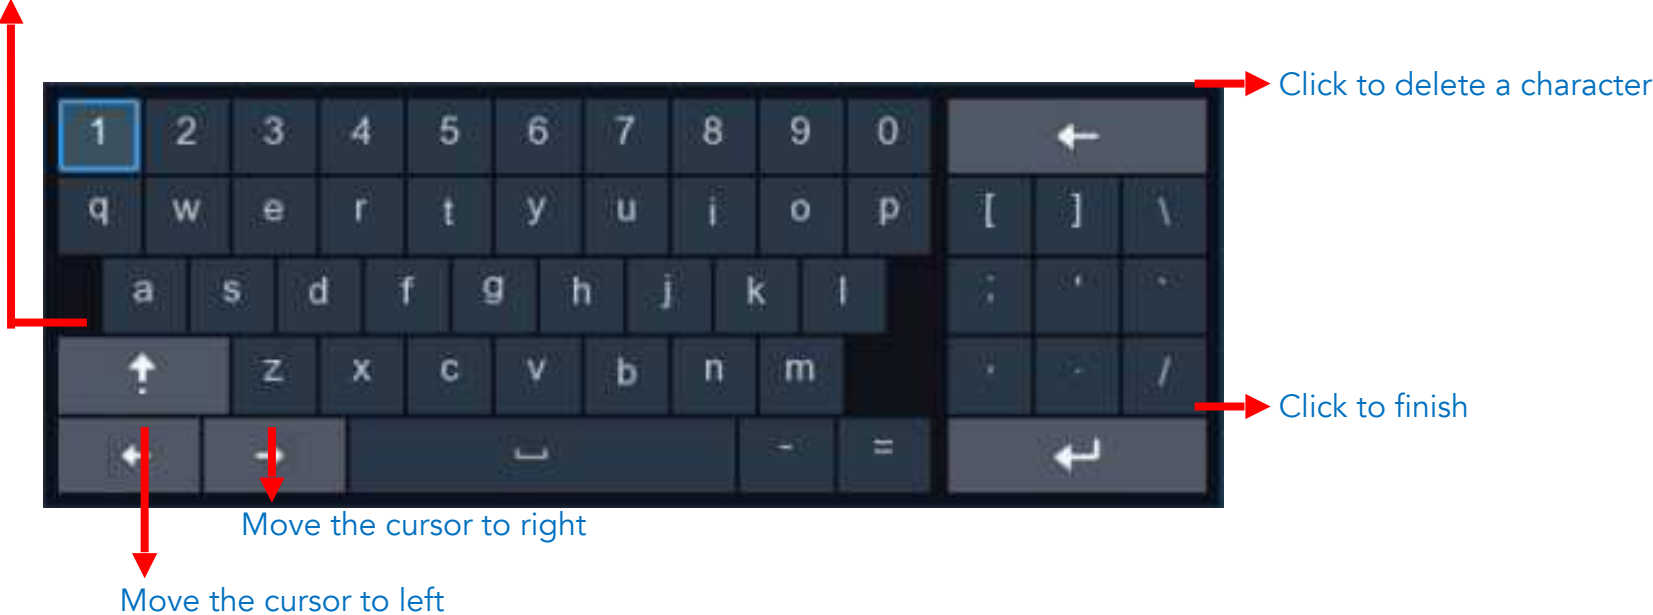 Click to delete a character
1 2 3 4 5 6 7 8 9 0
q w e r t y u i o p [ ] \
a s d f g h j k l ; ' `
z x c v b n m /
Click to finish
- =
Move the cursor to right
Move the cursor to left